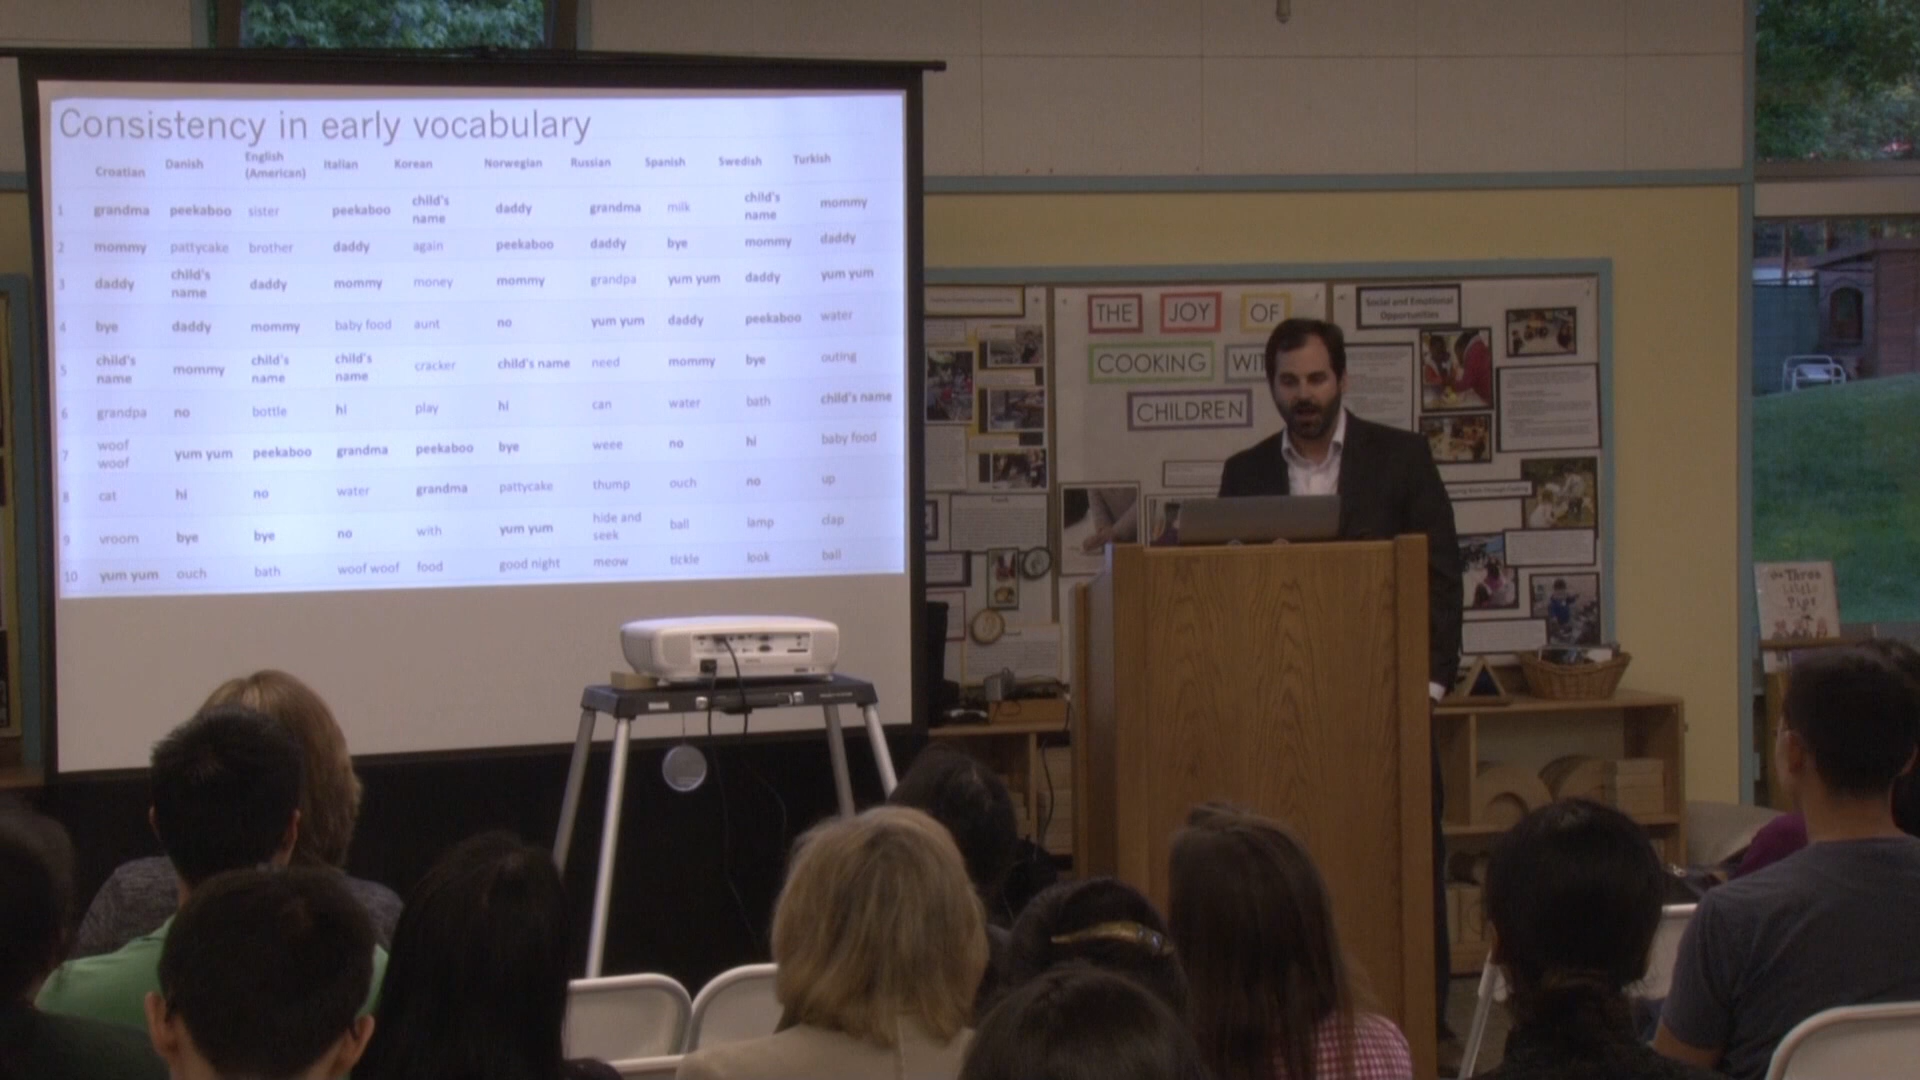 Consistency in early vocabulary
Croatian Danish English (American) Italian Korean Norwegian Russian Spanish Swedish Turkish
1 grandma peekaboo sister peekaboo child's name daddy grandma milk child's name mommy
2 mommy pattycake brother daddy again peekaboo daddy bye mommy daddy
3 daddy child's name daddy mommy money mommy grandpa yum yum daddy yum yum
4 bye daddy mommy baby food aunt no yum yum daddy peekaboo water
5 child's name mommy child's name child's name cracker child's name need mommy bye outing
6 grandpa no bottle hi play hi can water bath child's name
7 woof woof yum yum peekaboo grandma peekaboo bye weee no hi baby food
8 cat hi no water grandma pattycake thump ouch no up
9 vroom bye bye no with yum yum hide and seek ball lamp clap
10 yum yum ouch bath woof woof food good night meow tickle look ball
THE JOY OF
COOKING WI
CHILDREN
Social and Emotional
Opportunities
The Three
Little
Pigs